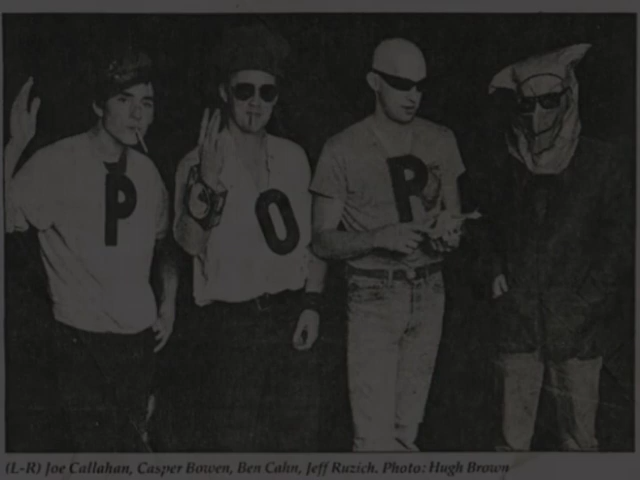 P O P
(L-R) Joe Callahan, Casper Bowen, Ben Cahn, Jeff Ruzich. Photo: Hugh Brown